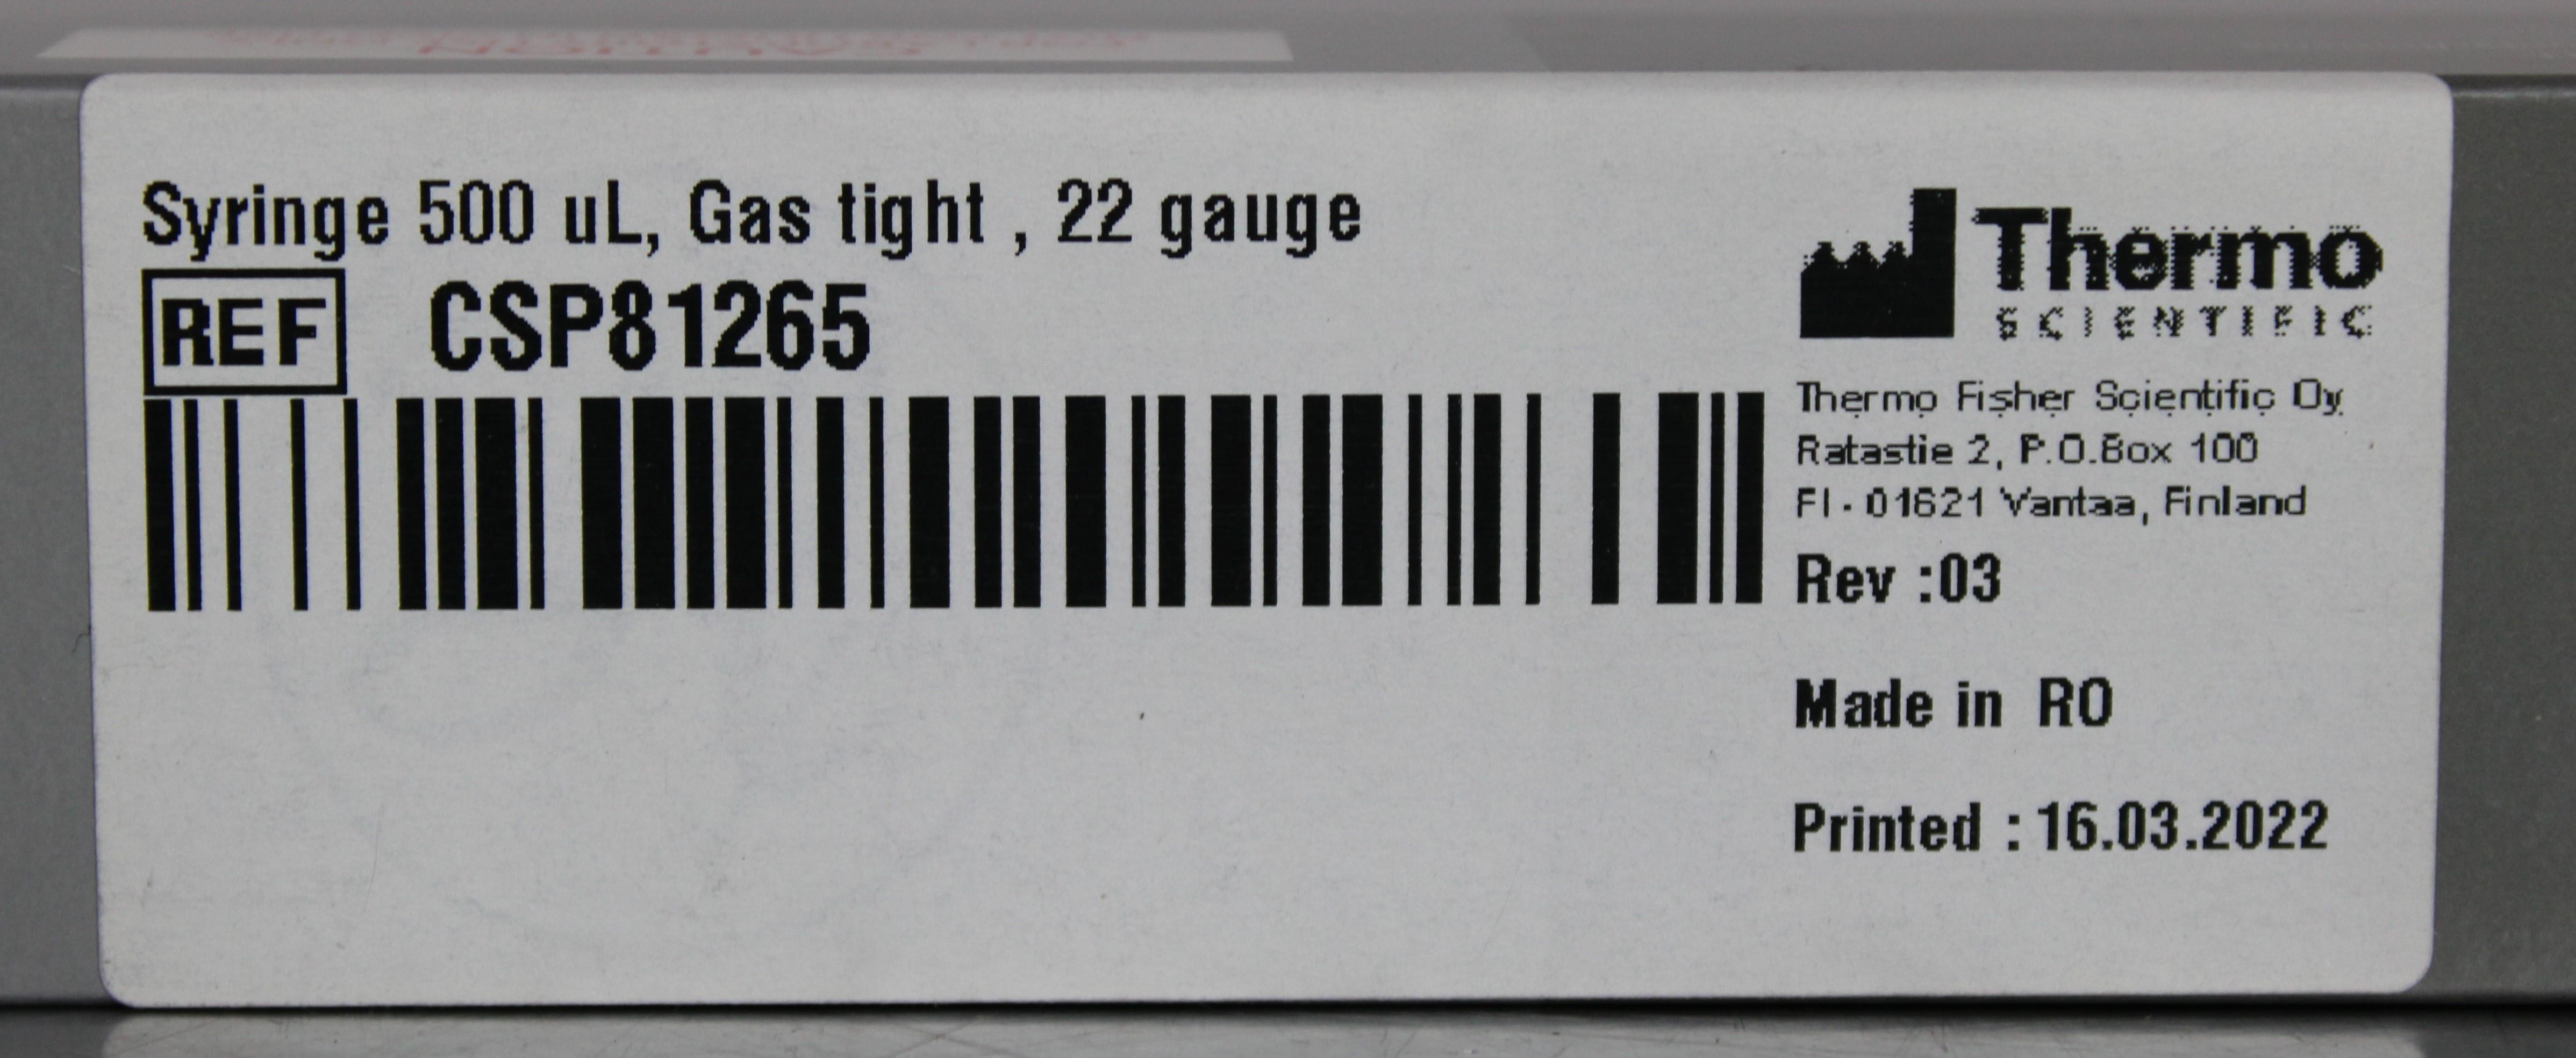 Syringe 500 uL, Gas tight , 22 gauge
REF CSP81265
Thermo
SCIENTIFIC
Thermo Fisher Scientific Oy
Ratastie 2, P.O.Box 100
FI - 01621 Vantaa, Finland
Rev :03
Made in RO
Printed : 16.03.2022